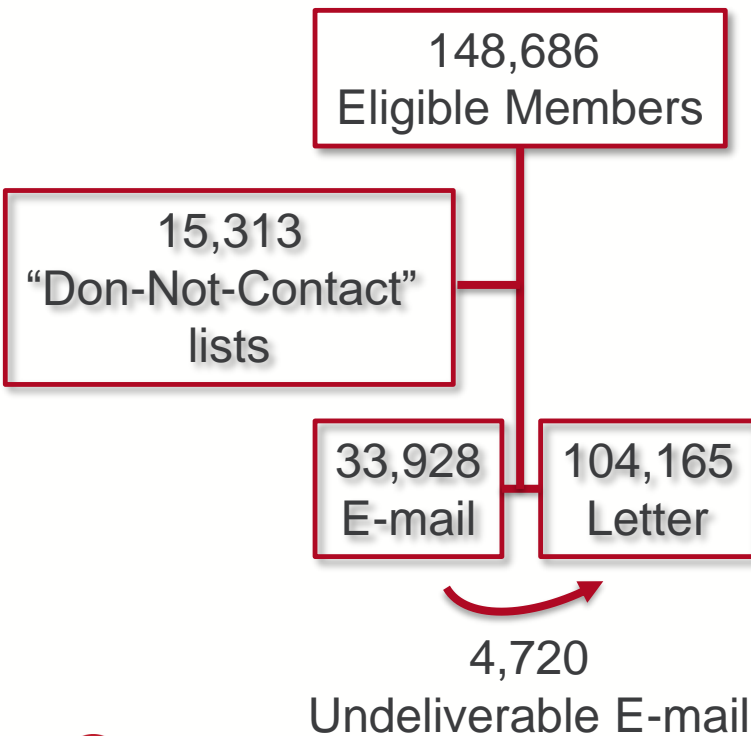 148,686
Eligible Members
15,313
“Don-Not-Contact”
lists
33,928
E-mail
104,165
Letter
4,720
Undeliverable E-mail